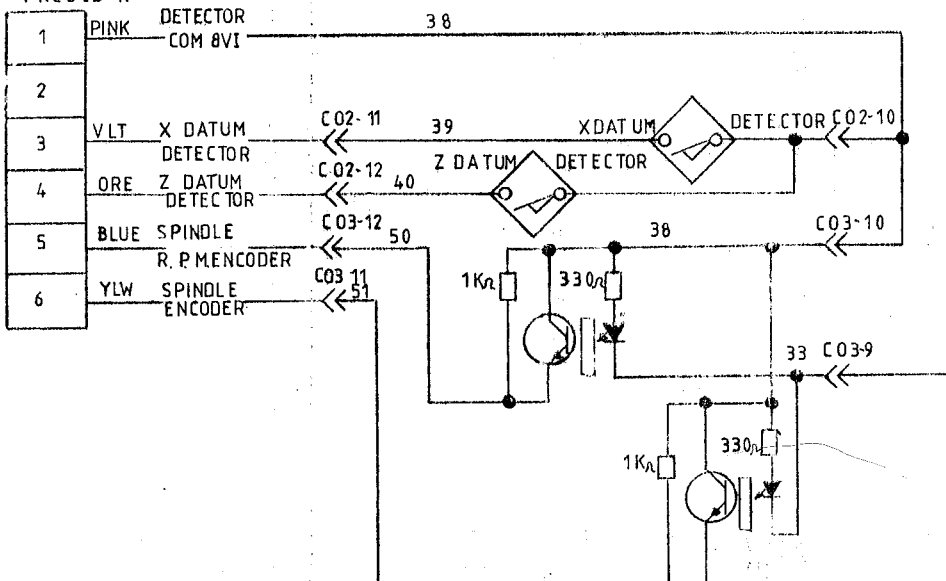 1 PINK DETECTOR COM 8VI 38
2
3 VLT X DATUM DETECTOR C02-11 39 XDATUM DETECTOR C02-10
4 ORE Z DATUM DETECTOR C02-12 40 Z DATUM DETECTOR
5 BLUE SPINDLE R.P.M.ENCODER C03-12 50 38 C03-10
6 YLW SPINDLE ENCODER C03 11 51
1KΩ 330Ω
33 C03-9
1KΩ 330Ω